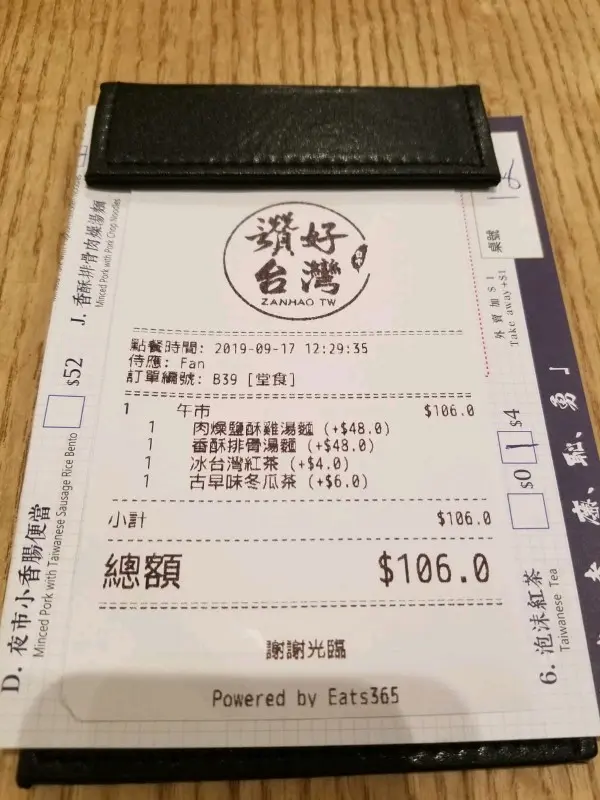 讚好
台灣
ZANHAO TW
點餐時間: 2019-09-17 12:29:35
侍應: Fan
訂單編號: B39 [堂食]
1 午市 $106.0
1 肉燥鹽酥雞湯麵 (+$48.0)
1 香酥排骨湯麵 (+$48.0)
1 冰台灣紅茶 (+$4.0)
1 古早味冬瓜茶 (+$6.0)
小計 $106.0
總額 $106.0
謝謝光臨
Powered by Eats365
J. 香酥排骨肉燥湯麵
Minced Pork with Pork Chop Noodles
$52
D. 夜市小香腸便當
Minced Pork with Taiwanese Sausage Rice Bento
桌號 18
外賣加$1
Take away+$1
$0 1 $4
6. 泡沫紅茶
Taiwanese Tea
勇」